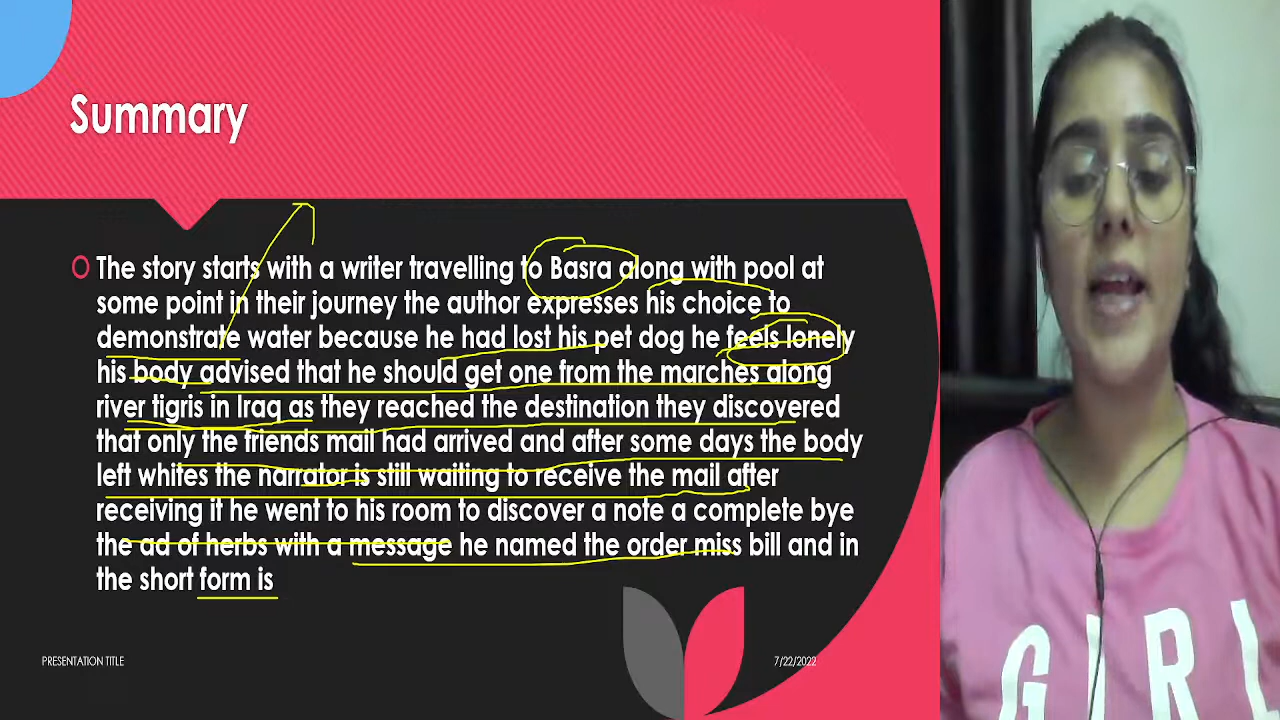 Summary
The story starts with a writer travelling to Basra along with pool at
some point in their journey the author expresses his choice to
demonstrate water because he had lost his pet dog he feels lonely
his body advised that he should get one from the marches along
river tigris in Iraq as they reached the destination they discovered
that only the friends mail had arrived and after some days the body
left whites the narrator is still waiting to receive the mail after
receiving it he went to his room to discover a note a complete bye
the ad of herbs with a message he named the order miss bill and in
the short form is
PRESENTATION TITLE
7/22/2022
GIRL